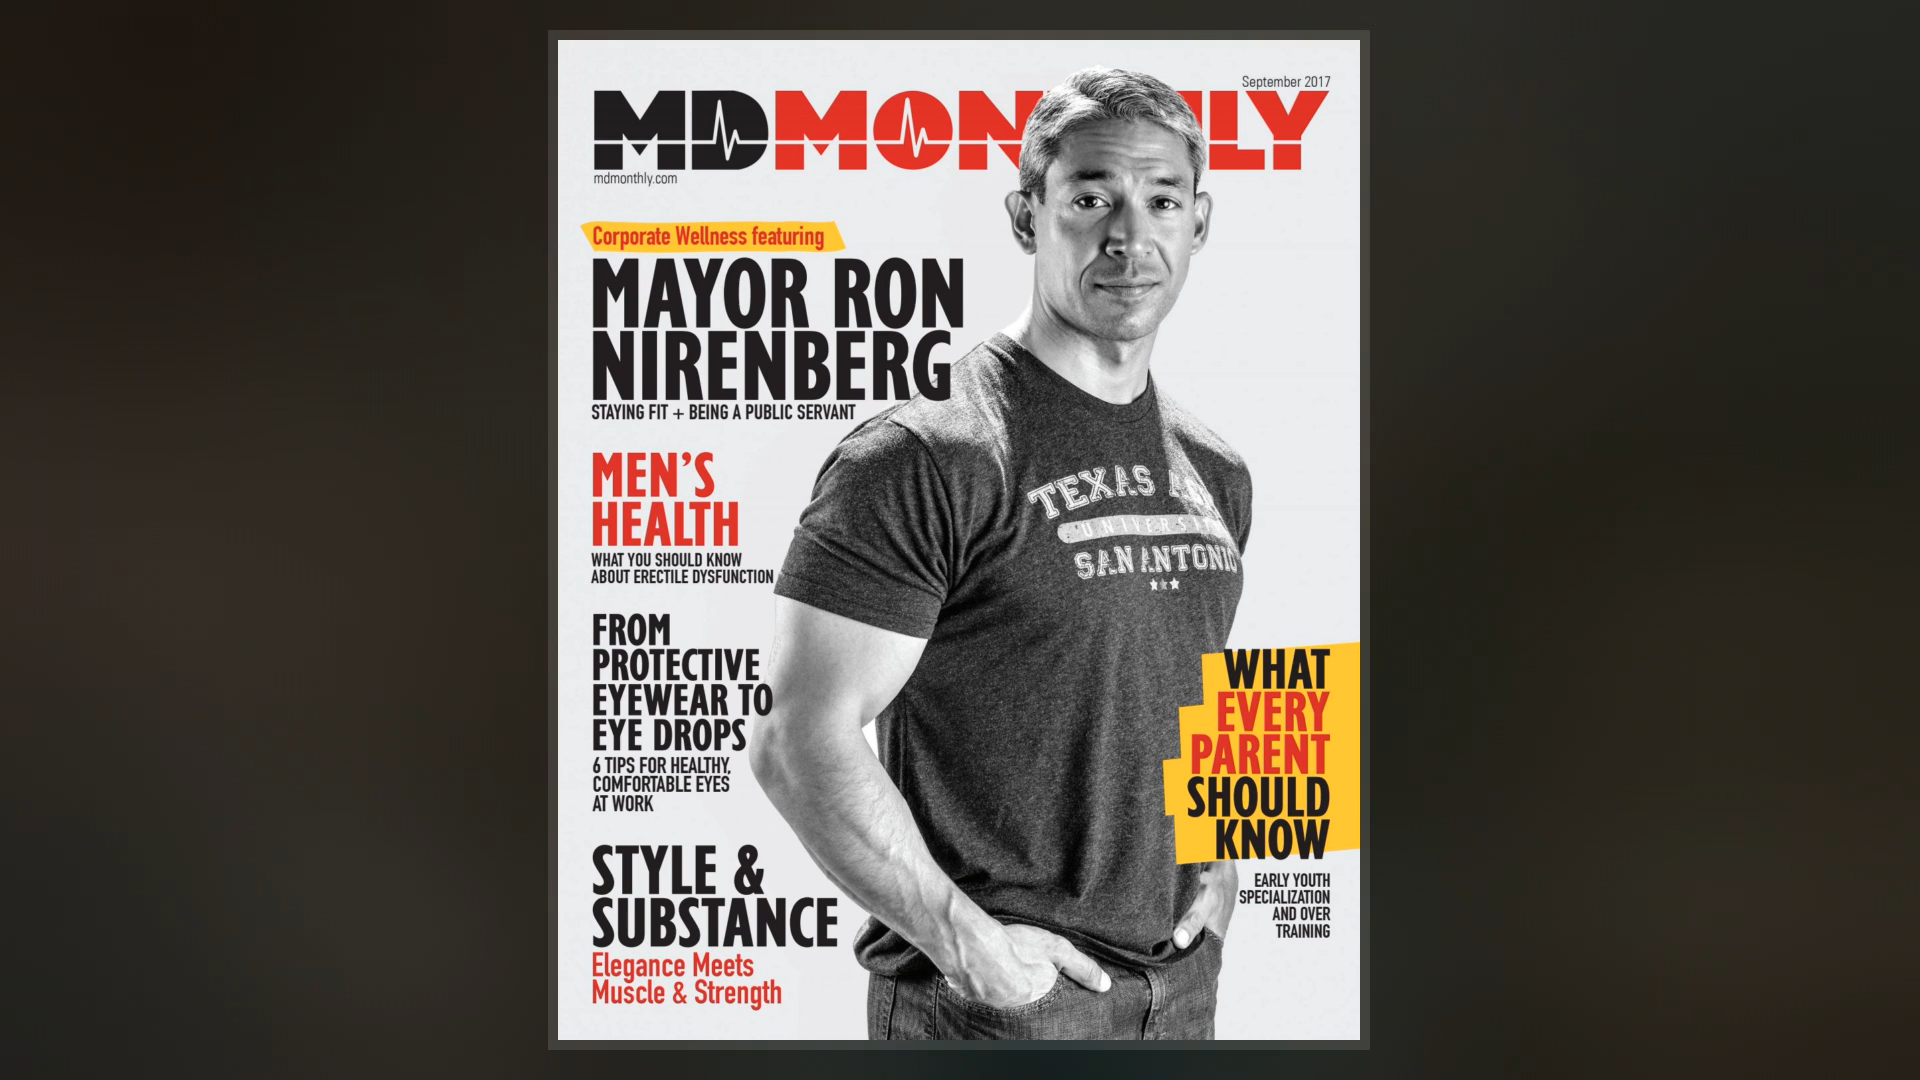 September 2017
MDMONTHLY
mdmonthly.com
Corporate Wellness featuring
MAYOR RON
NIRENBERG
STAYING FIT + BEING A PUBLIC SERVANT
MEN'S
HEALTH
WHAT YOU SHOULD KNOW
ABOUT ERECTILE DYSFUNCTION
FROM
PROTECTIVE
EYEWEAR TO
EYE DROPS
6 TIPS FOR HEALTHY,
COMFORTABLE EYES
AT WORK
STYLE &
SUBSTANCE
Elegance Meets
Muscle & Strength
TEXAS
UNIVERSITY
SAN ANTONIO
WHAT
EVERY
PARENT
SHOULD
KNOW
EARLY YOUTH
SPECIALIZATION
AND OVER
TRAINING